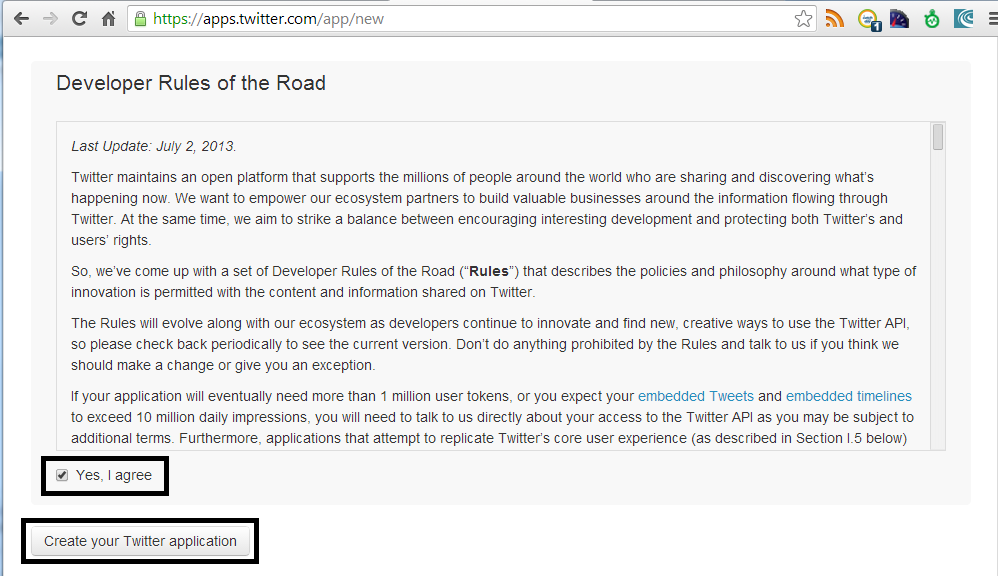 https://apps.twitter.com/app/new
1
Developer Rules of the Road
Last Update: July 2, 2013.
Twitter maintains an open platform that supports the millions of people around the world who are sharing and discovering what’s
happening now. We want to empower our ecosystem partners to build valuable businesses around the information flowing through
Twitter. At the same time, we aim to strike a balance between encouraging interesting development and protecting both Twitter’s and
users’ rights.
So, we’ve come up with a set of Developer Rules of the Road (“Rules”) that describes the policies and philosophy around what type of
innovation is permitted with the content and information shared on Twitter.
The Rules will evolve along with our ecosystem as developers continue to innovate and find new, creative ways to use the Twitter API,
so please check back periodically to see the current version. Don’t do anything prohibited by the Rules and talk to us if you think we
should make a change or give you an exception.
If your application will eventually need more than 1 million user tokens, or you expect your embedded Tweets and embedded timelines
to exceed 10 million daily impressions, you will need to talk to us directly about your access to the Twitter API as you may be subject to
additional terms. Furthermore, applications that attempt to replicate Twitter’s core user experience (as described in Section I.5 below)
Yes, I agree
Create your Twitter application